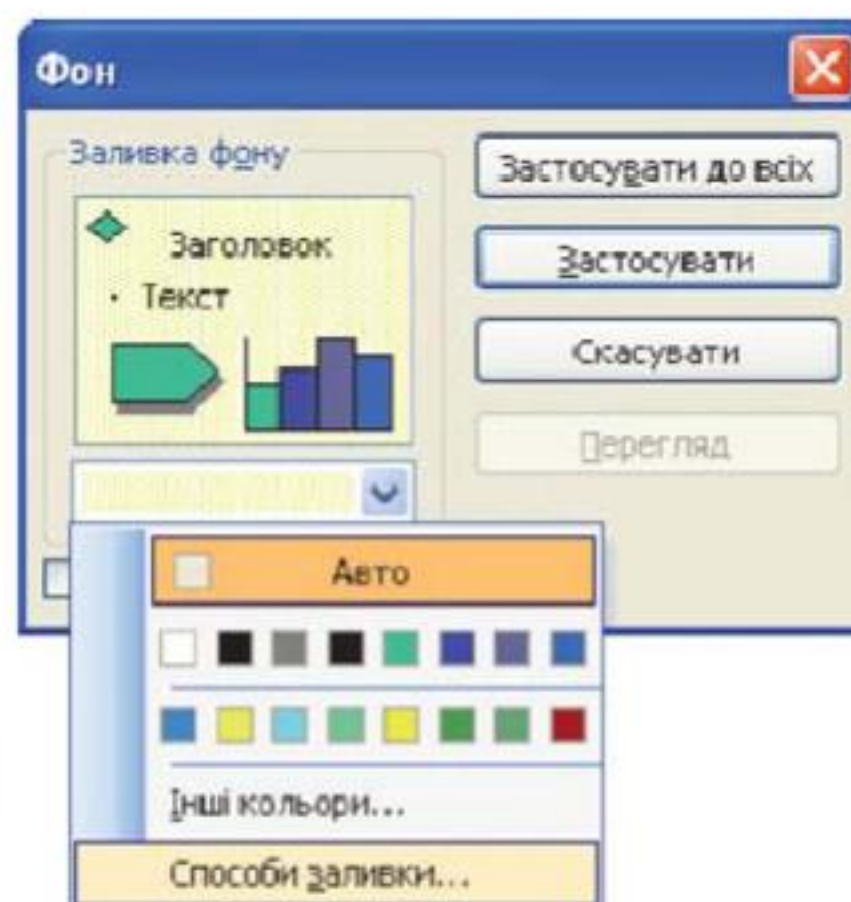 Фон
Заливка фону
Заголовок
· Текст
Застосувати до всіх
Застосувати
Скасувати
Перегляд
Авто
Інші кольори...
Способи заливки...